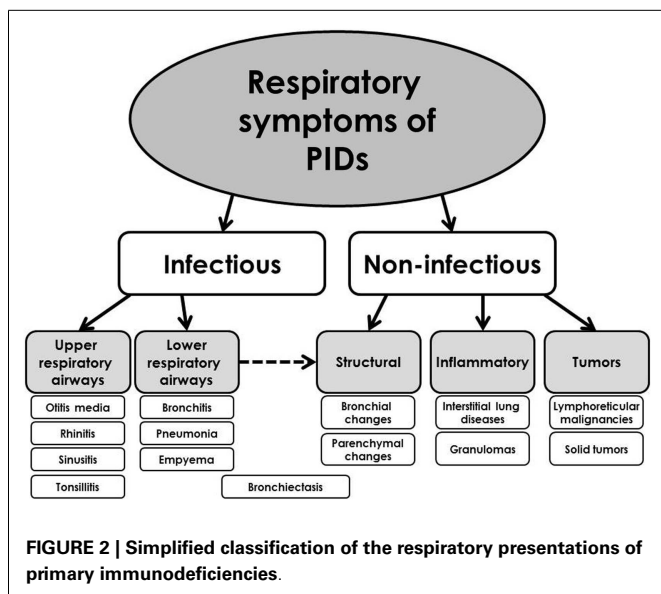 Respiratory
symptoms of
PIDs
Infectious
Non-infectious
Upper
respiratory
airways
Lower
respiratory
airways
Structural
Inflammatory
Tumors
Otitis media
Rhinitis
Sinusitis
Tonsillitis
Bronchitis
Pneumonia
Empyema
Bronchiectasis
Bronchial
changes
Parenchymal
changes
Interstitial lung
diseases
Granulomas
Lymphoreticular
malignancies
Solid tumors
FIGURE 2 | Simplified classification of the respiratory presentations of
primary immunodeficiencies.